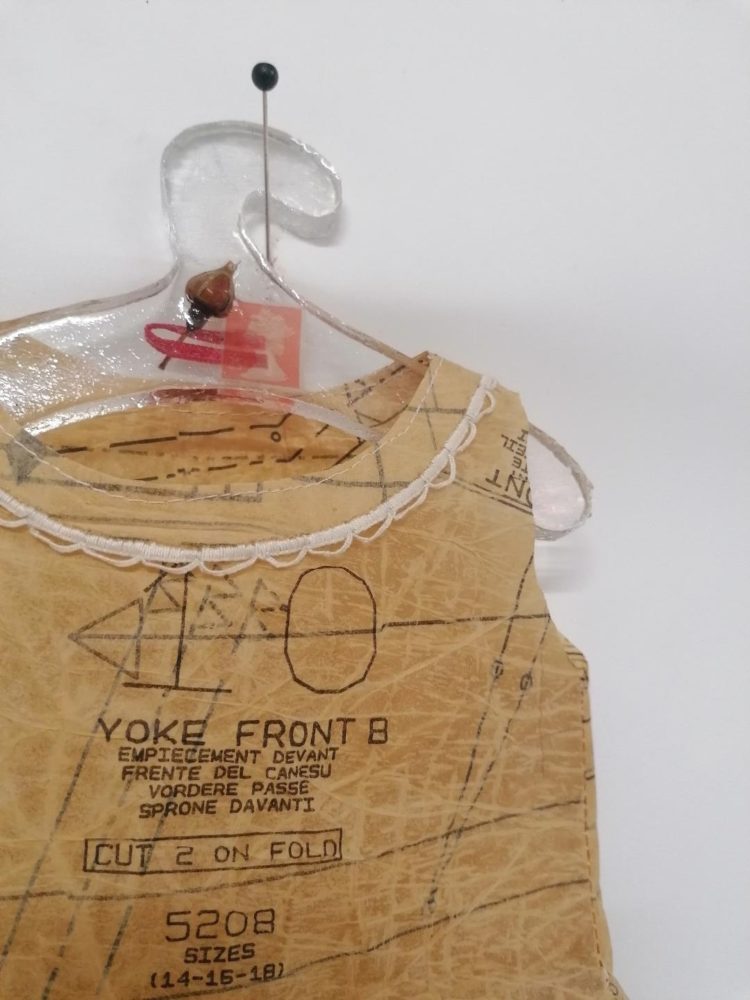 10
YOKE FRONT B
EMPIECEMENT DEVANT
FRENTE DEL CANESU
VORDERE PASSE
SPRONE DAVANTI
CUT 2 ON FOLD
5208
SIZES
(14-16-18)